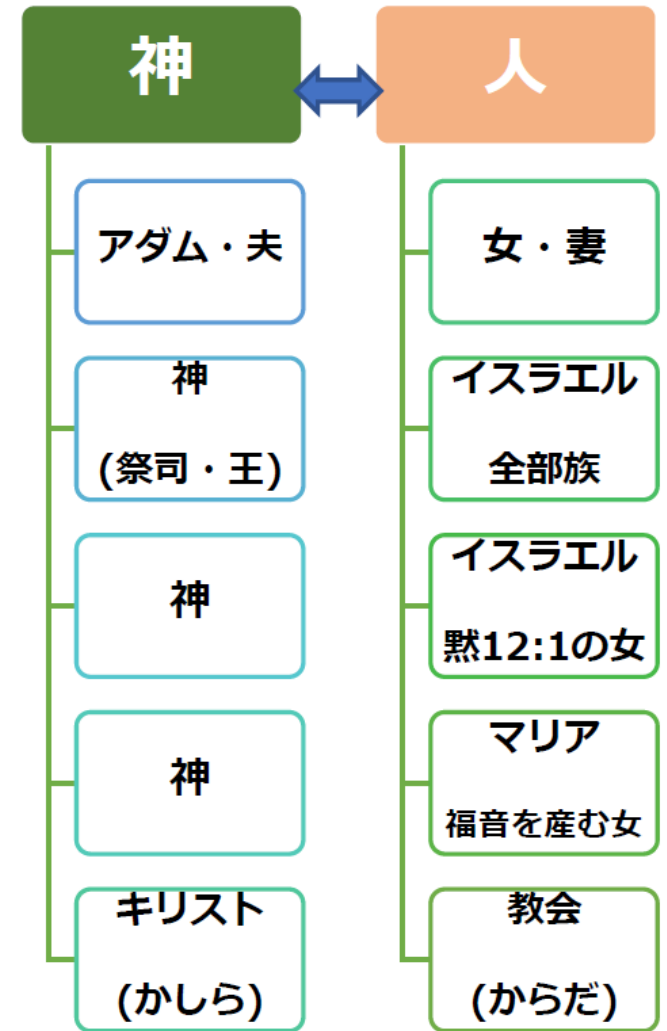 神
人
アダム・夫
女・妻
神
(祭司・王)
イスラエル
全部族
神
イスラエル
黙12:1の女
神
マリア
福音を産む女
キリスト
(かしら)
教会
(からだ)